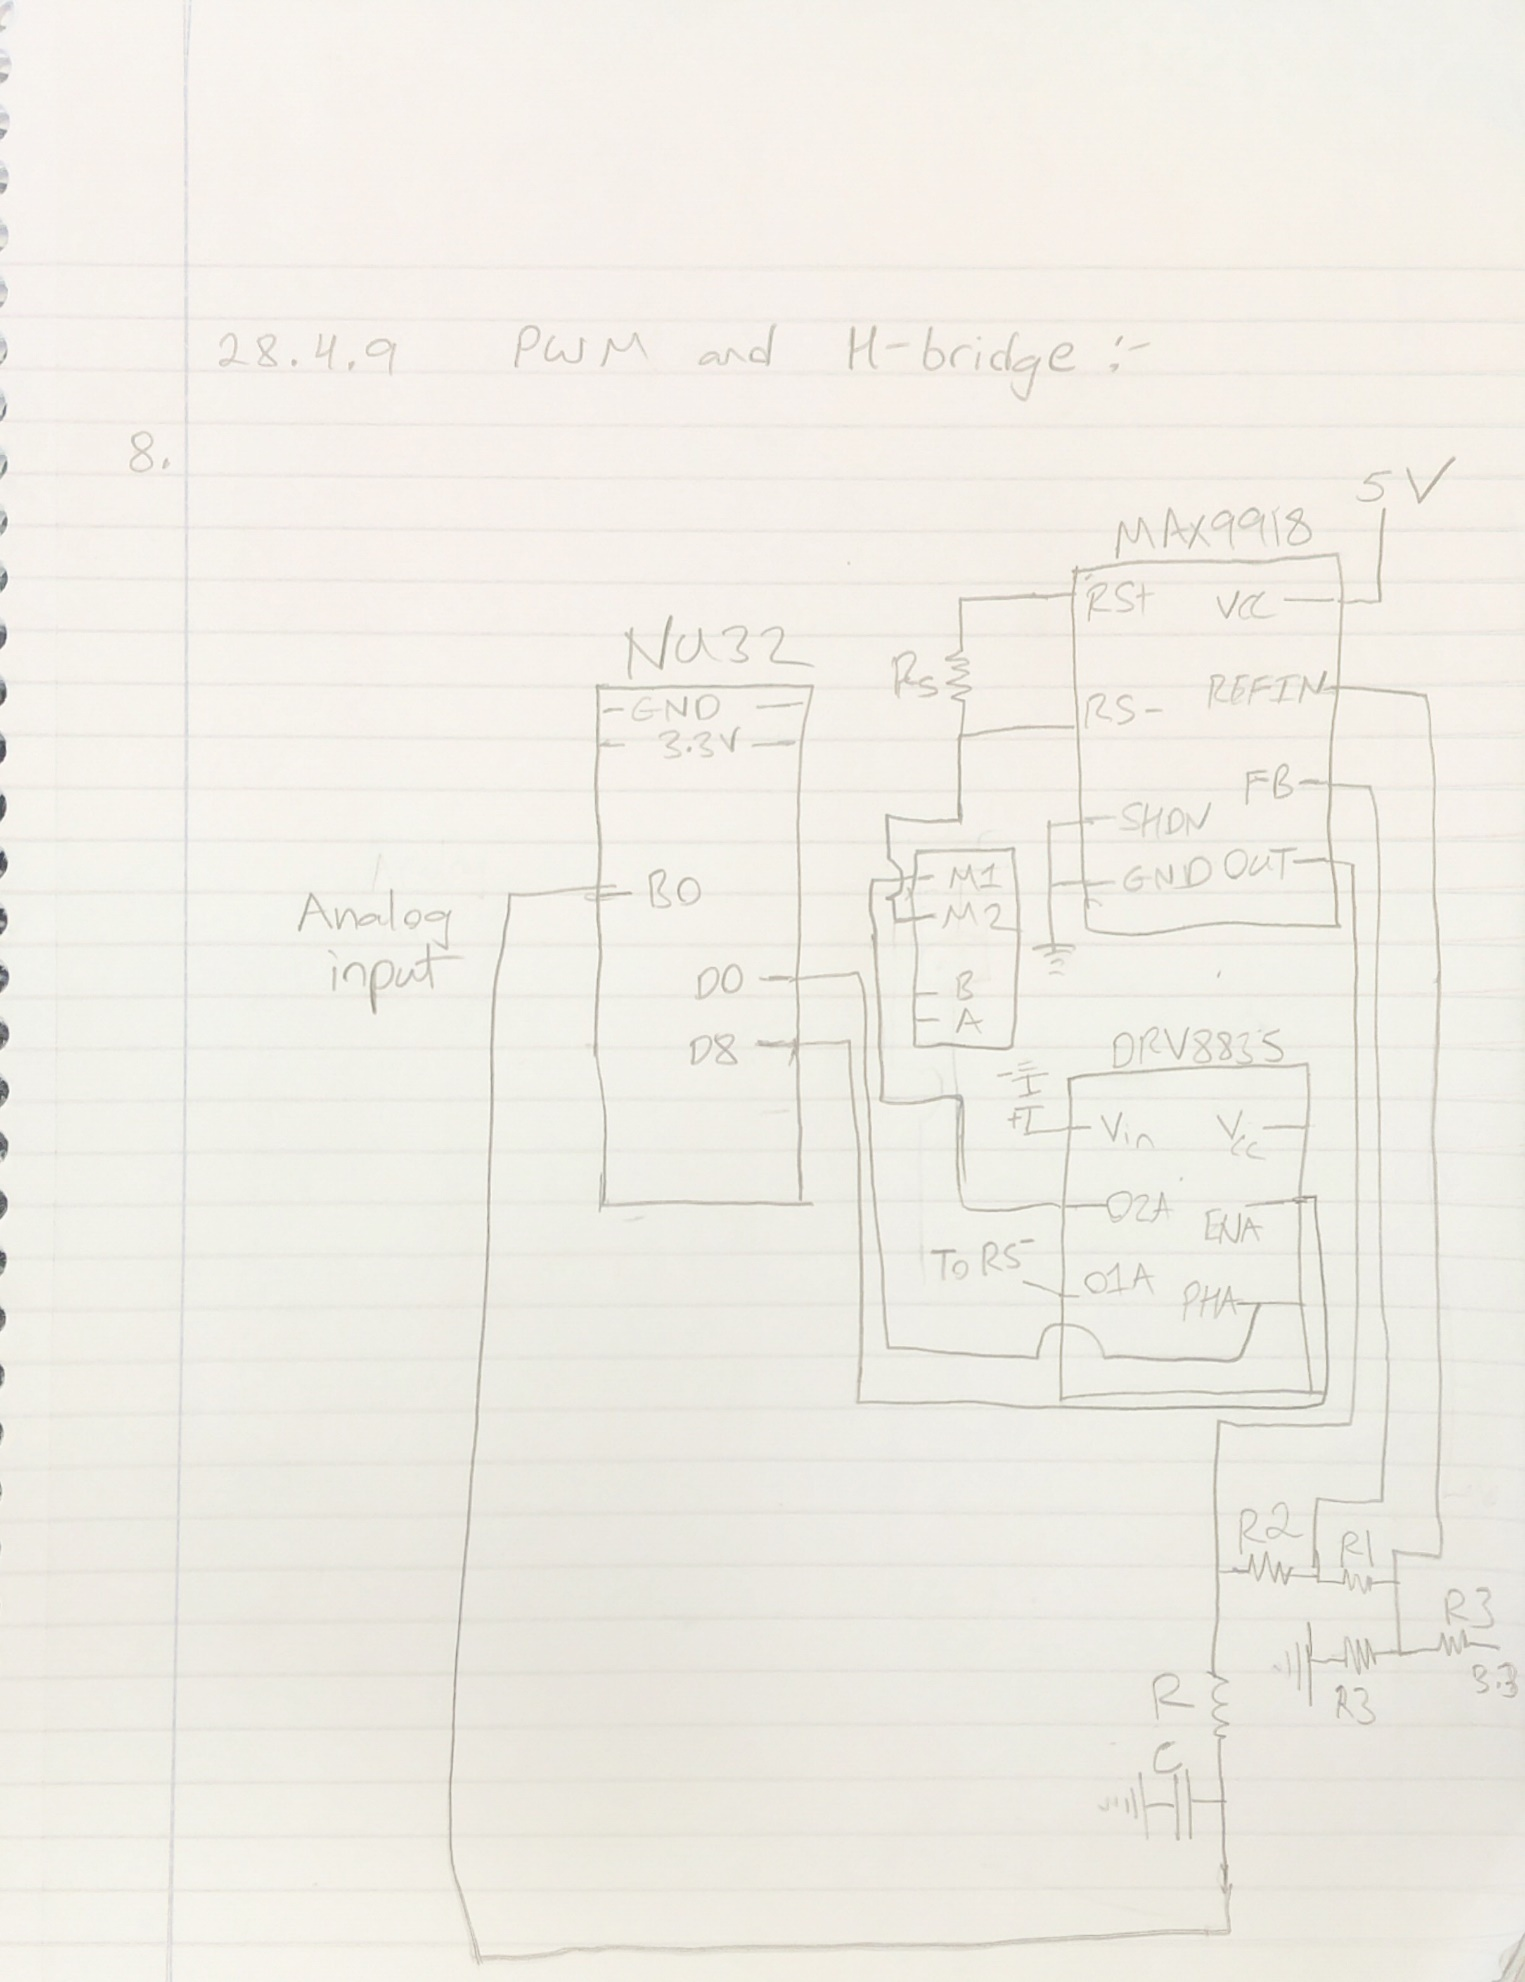 28.4.9 PWM and H-bridge :-
8.
5 V
MAX9918
RS+ VCC
NU32
Rs
REFIN
GND
RS-
3.3V
FB
SHDN
GND OUT
M1
B0
M2
Analog
input
D0
B
A
D8
DRV8835
Vin Vcc
O2A
ENA
To RS-
O1A
PHA
R2
R1
R3
R3
3.3
R
C